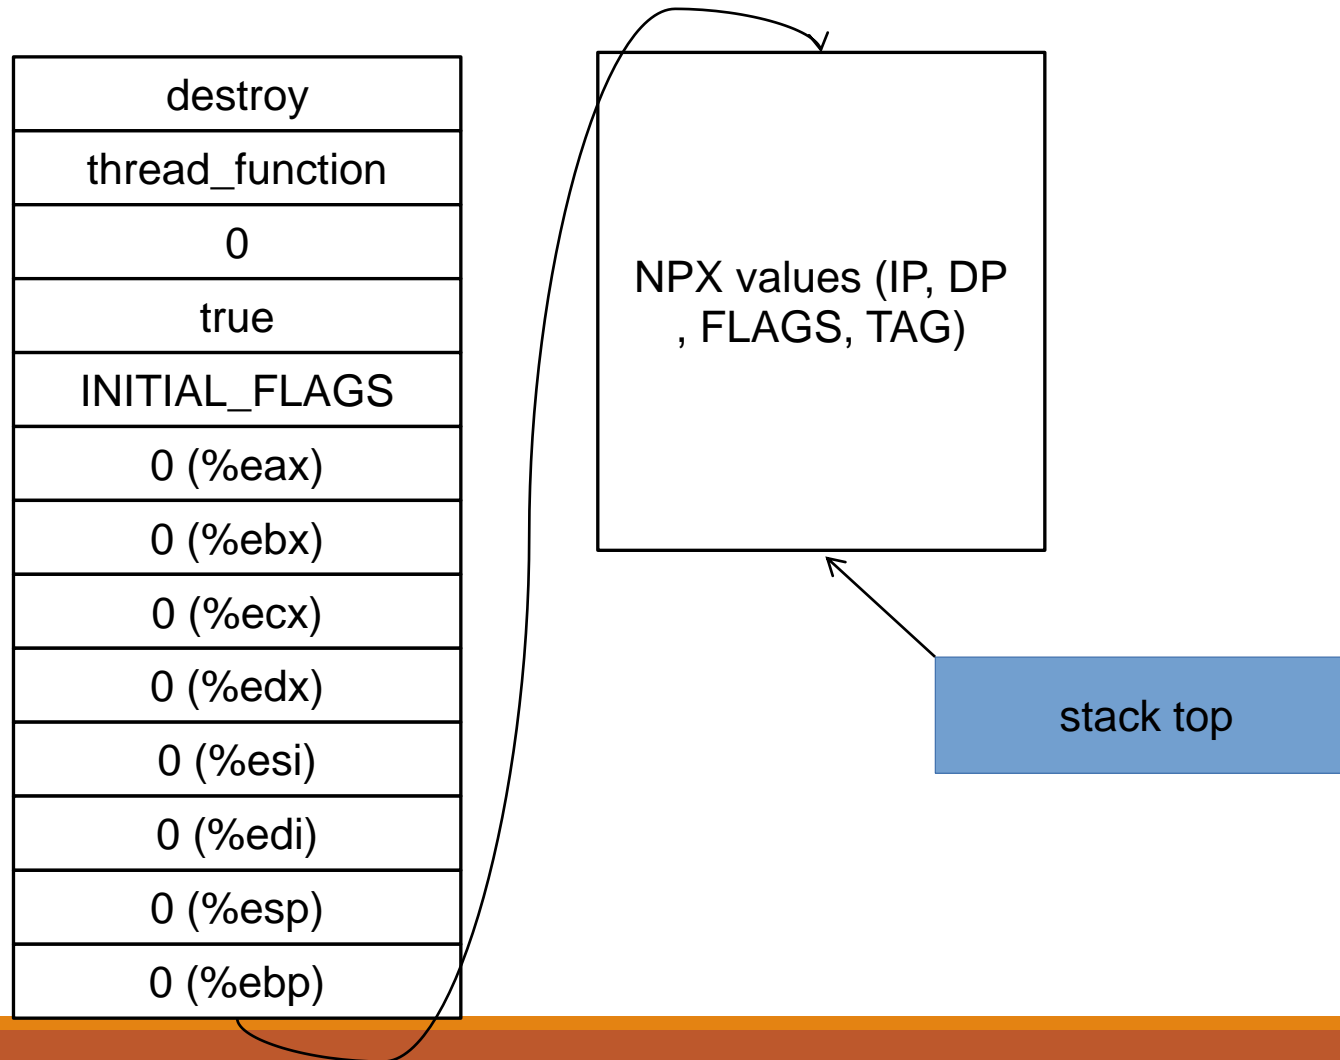 destroy
thread_function
0
true
INITIAL_FLAGS
0 (%eax)
0 (%ebx)
0 (%ecx)
0 (%edx)
0 (%esi)
0 (%edi)
0 (%esp)
0 (%ebp)
NPX values (IP, DP
, FLAGS, TAG)
stack top